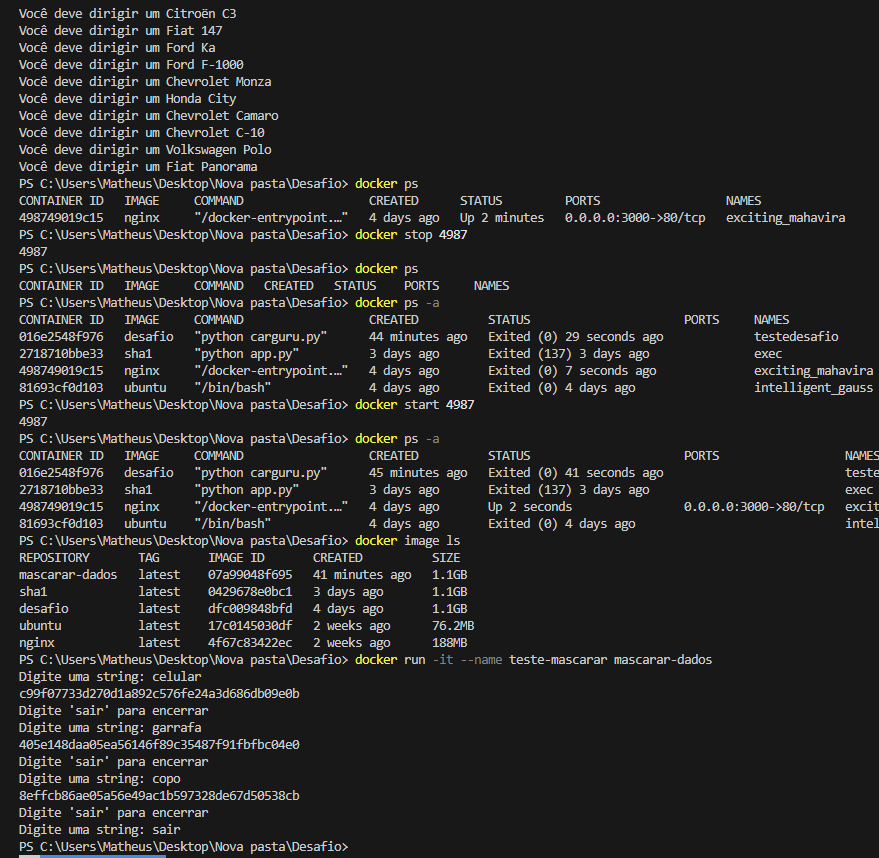 Você deve dirigir um Citroën C3
Você deve dirigir um Fiat 147
Você deve dirigir um Ford Ka
Você deve dirigir um Ford F-1000
Você deve dirigir um Chevrolet Monza
Você deve dirigir um Honda City
Você deve dirigir um Chevrolet Camaro
Você deve dirigir um Chevrolet C-10
Você deve dirigir um Volkswagen Polo
Você deve dirigir um Fiat Panorama
PS C:\Users\Matheus\Desktop\Nova pasta\Desafio> docker ps
CONTAINER ID   IMAGE     COMMAND                  CREATED      STATUS         PORTS                  NAMES
498749019c15   nginx     "/docker-entrypoint.…"   4 days ago   Up 2 minutes   0.0.0.0:3000->80/tcp   exciting_mahavira
PS C:\Users\Matheus\Desktop\Nova pasta\Desafio> docker stop 4987
4987
PS C:\Users\Matheus\Desktop\Nova pasta\Desafio> docker ps
CONTAINER ID   IMAGE     COMMAND   CREATED   STATUS    PORTS     NAMES
PS C:\Users\Matheus\Desktop\Nova pasta\Desafio> docker ps -a
CONTAINER ID   IMAGE     COMMAND                  CREATED          STATUS                      PORTS     NAMES
016e2548f976   desafio   "python carguru.py"      44 minutes ago   Exited (0) 29 seconds ago             testedesafio
2718710bbe33   sha1      "python app.py"          3 days ago       Exited (137) 3 days ago               exec
498749019c15   nginx     "/docker-entrypoint.…"   4 days ago       Exited (0) 7 seconds ago              exciting_mahavira
81693cf0d103   ubuntu    "/bin/bash"              4 days ago       Exited (0) 4 days ago                 intelligent_gauss
PS C:\Users\Matheus\Desktop\Nova pasta\Desafio> docker start 4987
4987
PS C:\Users\Matheus\Desktop\Nova pasta\Desafio> docker ps -a
CONTAINER ID   IMAGE     COMMAND                  CREATED          STATUS                      PORTS                  NAMES
016e2548f976   desafio   "python carguru.py"      45 minutes ago   Exited (0) 41 seconds ago                          teste
2718710bbe33   sha1      "python app.py"          3 days ago       Exited (137) 3 days ago                            exec
498749019c15   nginx     "/docker-entrypoint.…"   4 days ago       Up 2 seconds                0.0.0.0:3000->80/tcp   excit
81693cf0d103   ubuntu    "/bin/bash"              4 days ago       Exited (0) 4 days ago                              intel
PS C:\Users\Matheus\Desktop\Nova pasta\Desafio> docker image ls
REPOSITORY       TAG       IMAGE ID       CREATED          SIZE
mascarar-dados   latest    07a99048f695   41 minutes ago   1.1GB
sha1             latest    0429678e0bc1   3 days ago       1.1GB
desafio          latest    dfc009848bfd   4 days ago       1.1GB
ubuntu           latest    17c0145030df   2 weeks ago      76.2MB
nginx            latest    4f67c83422ec   2 weeks ago      188MB
PS C:\Users\Matheus\Desktop\Nova pasta\Desafio> docker run -it --name teste-mascarar mascarar-dados
Digite uma string: celular
c99f07733d270d1a892c576fe24a3d686db09e0b
Digite 'sair' para encerrar
Digite uma string: garrafa
405e148daa05ea56146f89c35487f91fbfbc04e0
Digite 'sair' para encerrar
Digite uma string: copo
8effcb86ae05a56e49ac1b597328de67d50538cb
Digite 'sair' para encerrar
Digite uma string: sair
PS C:\Users\Matheus\Desktop\Nova pasta\Desafio>